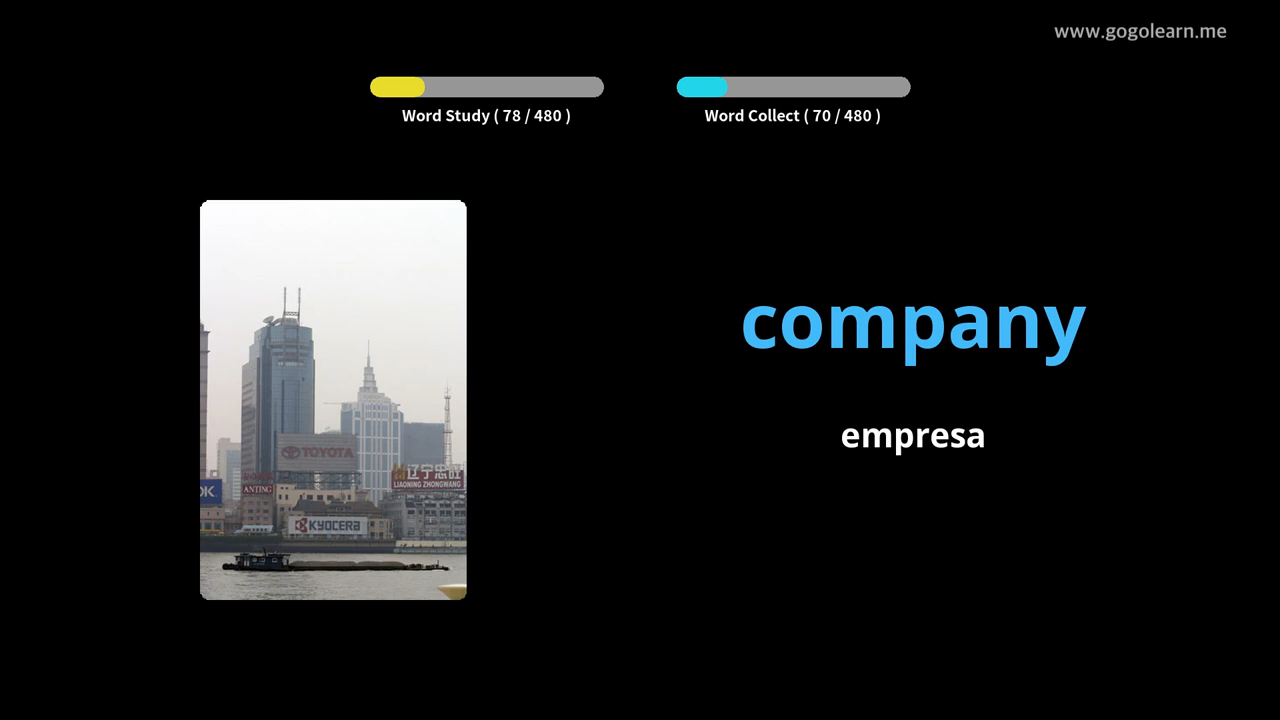 www.gogolearn.me
Word Study ( 78 / 480 )
Word Collect ( 70 / 480 )
company
empresa
TOYOTA
辽宁忠旺
LIAONING ZHONGWANG
OK
ANTING
KYOCERA